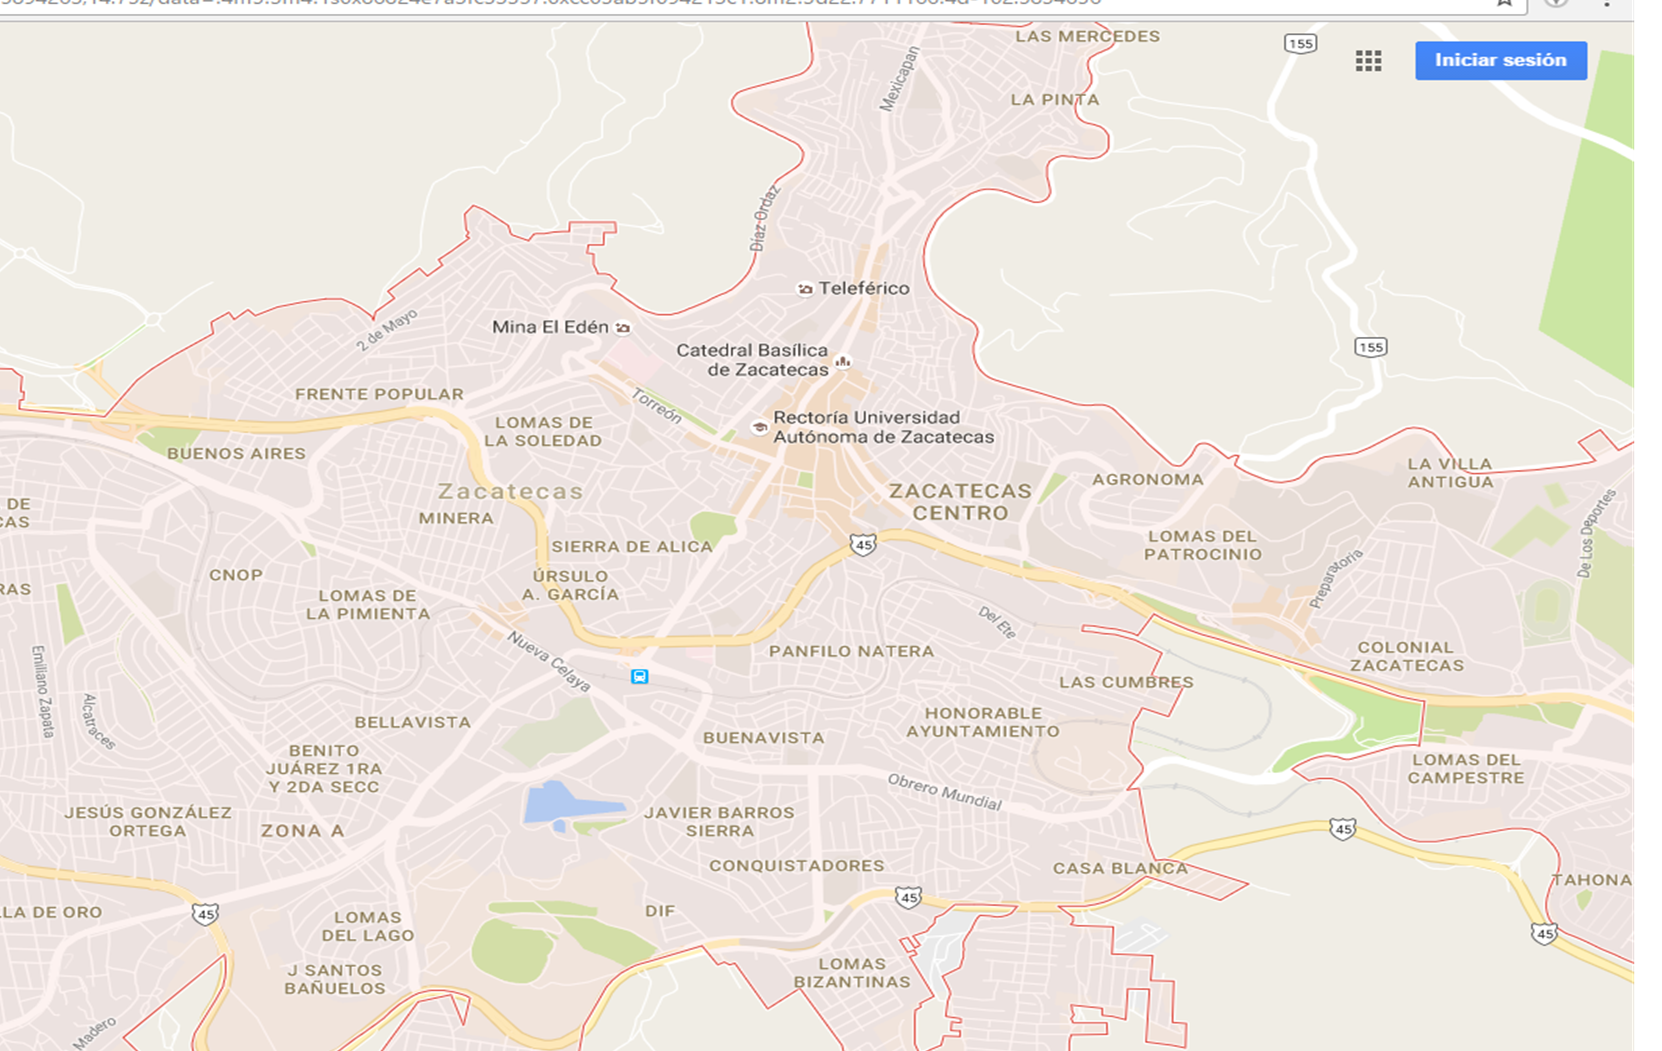 LAS MERCEDES
155
Iniciar sesión
Mexicapan
LA PINTA
Díaz Ordaz
Teleférico
Mina El Edén
2 de Mayo
155
Catedral Basílica
de Zacatecas
FRENTE POPULAR
Torreón
LOMAS DE
LA SOLEDAD
Rectoría Universidad
Autónoma de Zacatecas
BUENOS AIRES
Zacatecas
MINERA
ZACATECAS
CENTRO
AGRONOMA
LA VILLA
ANTIGUA
DE
CAS
De Los Deportes
SIERRA DE ALICA
45
LOMAS DEL
PATROCINIO
CNOP
ÚRSULO
A. GARCÍA
RAS
LOMAS DE
LA PIMIENTA
Preparatoria
Del Ete
Nueva Celaya
PANFILO NATERA
COLONIAL
ZACATECAS
Emiliano Zapata
Alcatraces
LAS CUMBRES
BELLAVISTA
HONORABLE
AYUNTAMIENTO
BUENAVISTA
BENITO
JUÁREZ 1RA
Y 2DA SECC
LOMAS DEL
CAMPESTRE
Obrero Mundial
JESÚS GONZÁLEZ
ORTEGA
ZONA A
JAVIER BARROS
SIERRA
45
CONQUISTADORES
CASA BLANCA
TAHONA
LA DE ORO
45
LOMAS
DEL LAGO
DIF
45
45
J SANTOS
BAÑUELOS
LOMAS
BIZANTINAS
Madero